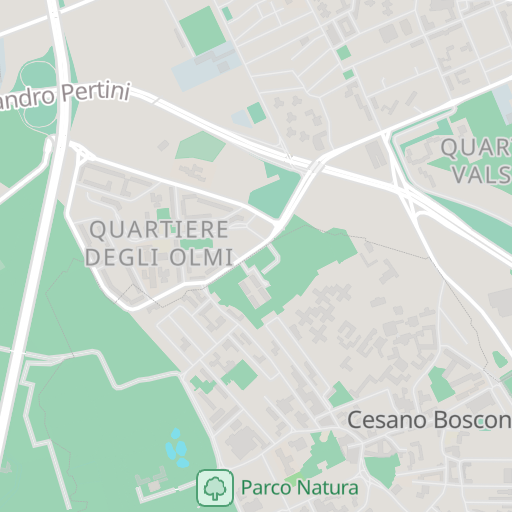 andro Pertini
QUAR
VALS
QUARTIERE
DEGLI OLMI
Cesano Boscon
Parco Natura